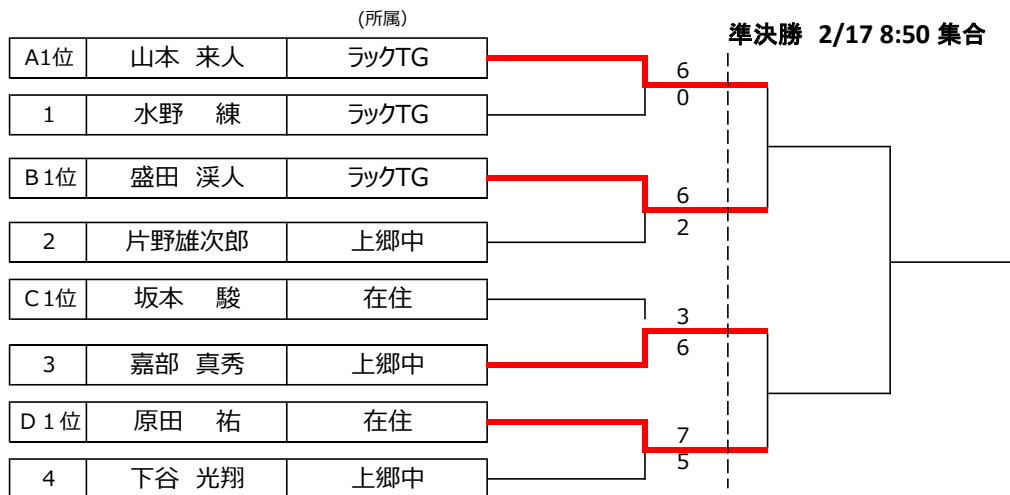 (所属)
準決勝 2/17 8:50 集合
A1位 山本 来人 ラックTG
6
0
1 水野 練 ラックTG
B1位 盛田 渓人 ラックTG
6
2
2 片野雄次郎 上郷中
C1位 坂本 駿 在住
3
6
3 嘉部 真秀 上郷中
D1位 原田 祐 在住
7
5
4 下谷 光翔 上郷中